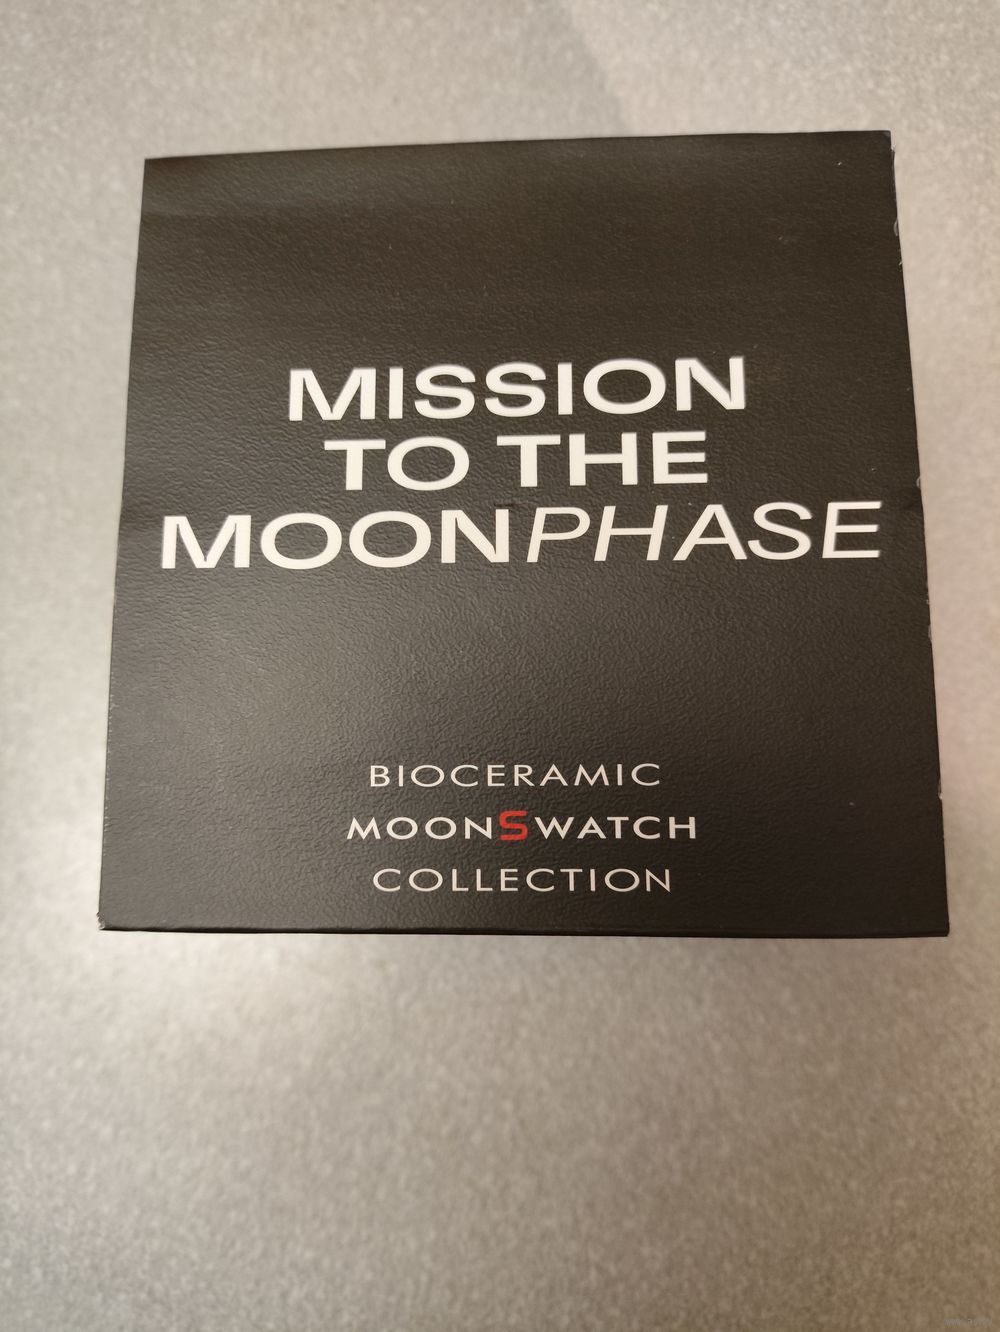 MISSION
TO THE
MOONPHASE
BIOCERAMIC
MOONSWATCH
COLLECTION